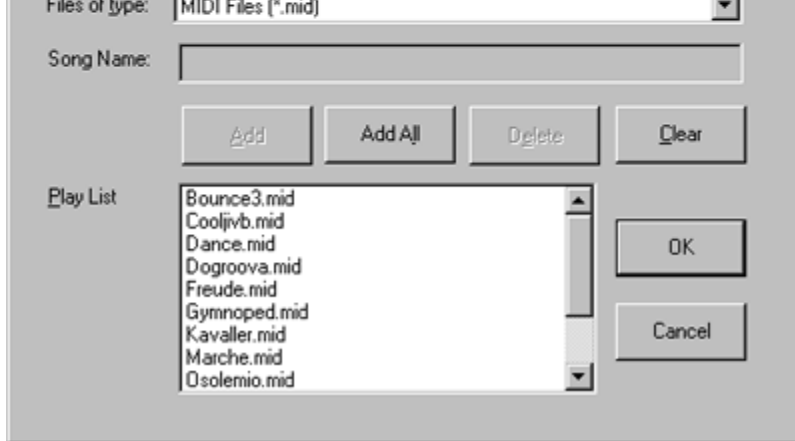 Files of type: MIDI Files (*.mid)
Song Name:
Add Add All Delete Clear
Play List
Bounce3.mid
Cooljivb.mid
Dance.mid
Dogroova.mid
Freude.mid
Gymnoped.mid
Kavaller.mid
Marche.mid
Osolemio.mid
OK
Cancel